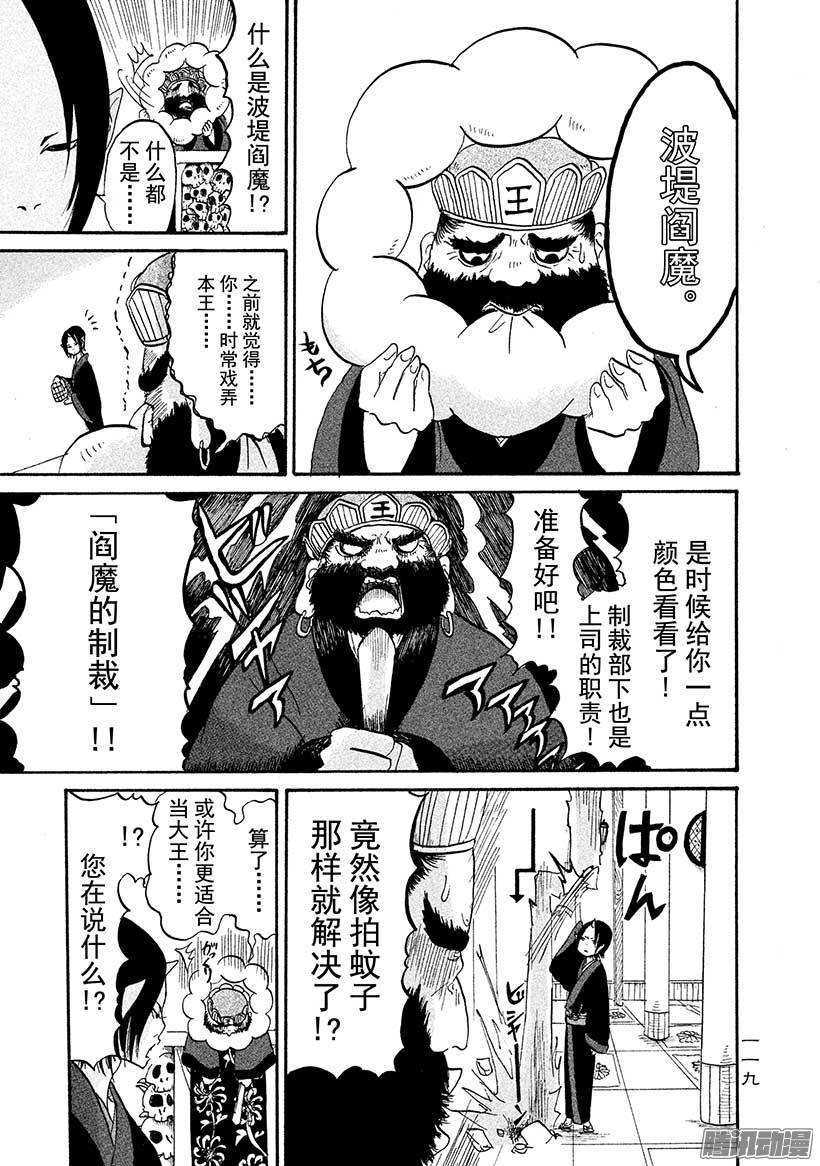 波堤阎魔。
王
もち
什么是波堤阎魔!?
什么都
不是……
之前就觉得……
你……时常戏弄
本王……
是时候给你一点
颜色看看了!
制裁部下也是
上司的职责!
准备好吧!!
王
「阎魔的制裁」!!
ぱん
竟然像拍蚊子
那样就解决了!?
算了……
或许你更适合
当大王……
!?
您在说什么!?
一一九
腾讯动漫